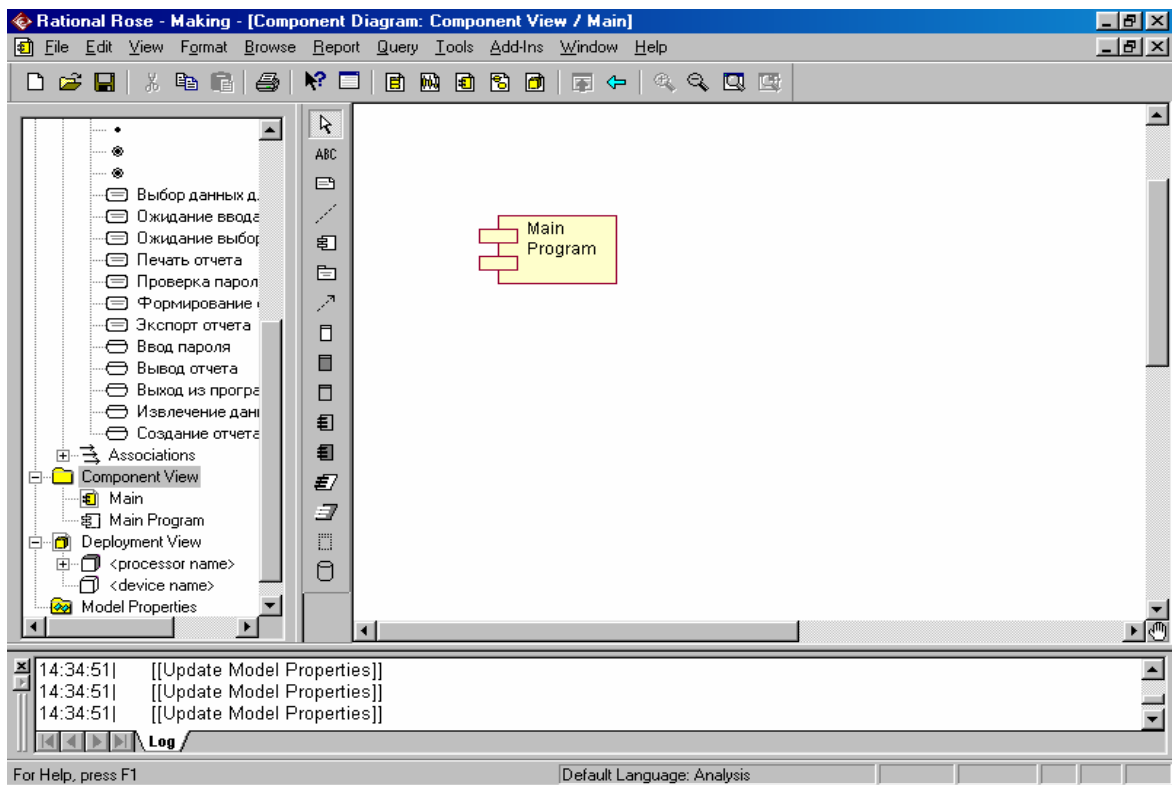 Rational Rose - Making - [Component Diagram: Component View / Main]
File Edit View Format Browse Report Query Tools Add-Ins Window Help
ABC
Выбор данных д
Ожидание ввода
Ожидание выбор
Печать отчета
Проверка парол
Формирование
Экспорт отчета
Ввод пароля
Вывод отчета
Выход из програ
Извлечение данн
Создание отчета
Associations
Component View
Main
Main Program
Deployment View
<processor name>
<device name>
Model Properties
Main
Program
14:34:51| [[Update Model Properties]]
14:34:51| [[Update Model Properties]]
14:34:51| [[Update Model Properties]]
Log
For Help, press F1
Default Language: Analysis